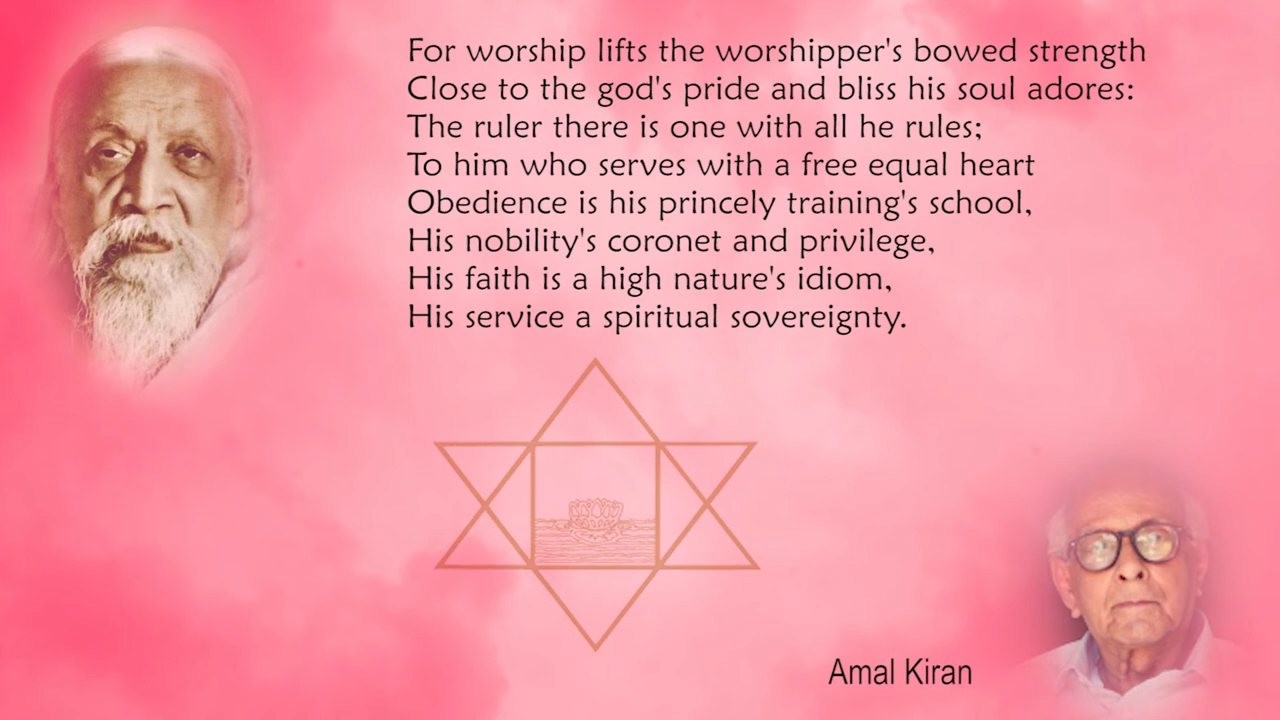 For worship lifts the worshipper's bowed strength
Close to the god's pride and bliss his soul adores:
The ruler there is one with all he rules;
To him who serves with a free equal heart
Obedience is his princely training's school,
His nobility's coronet and privilege,
His faith is a high nature's idiom,
His service a spiritual sovereignty.
Amal Kiran